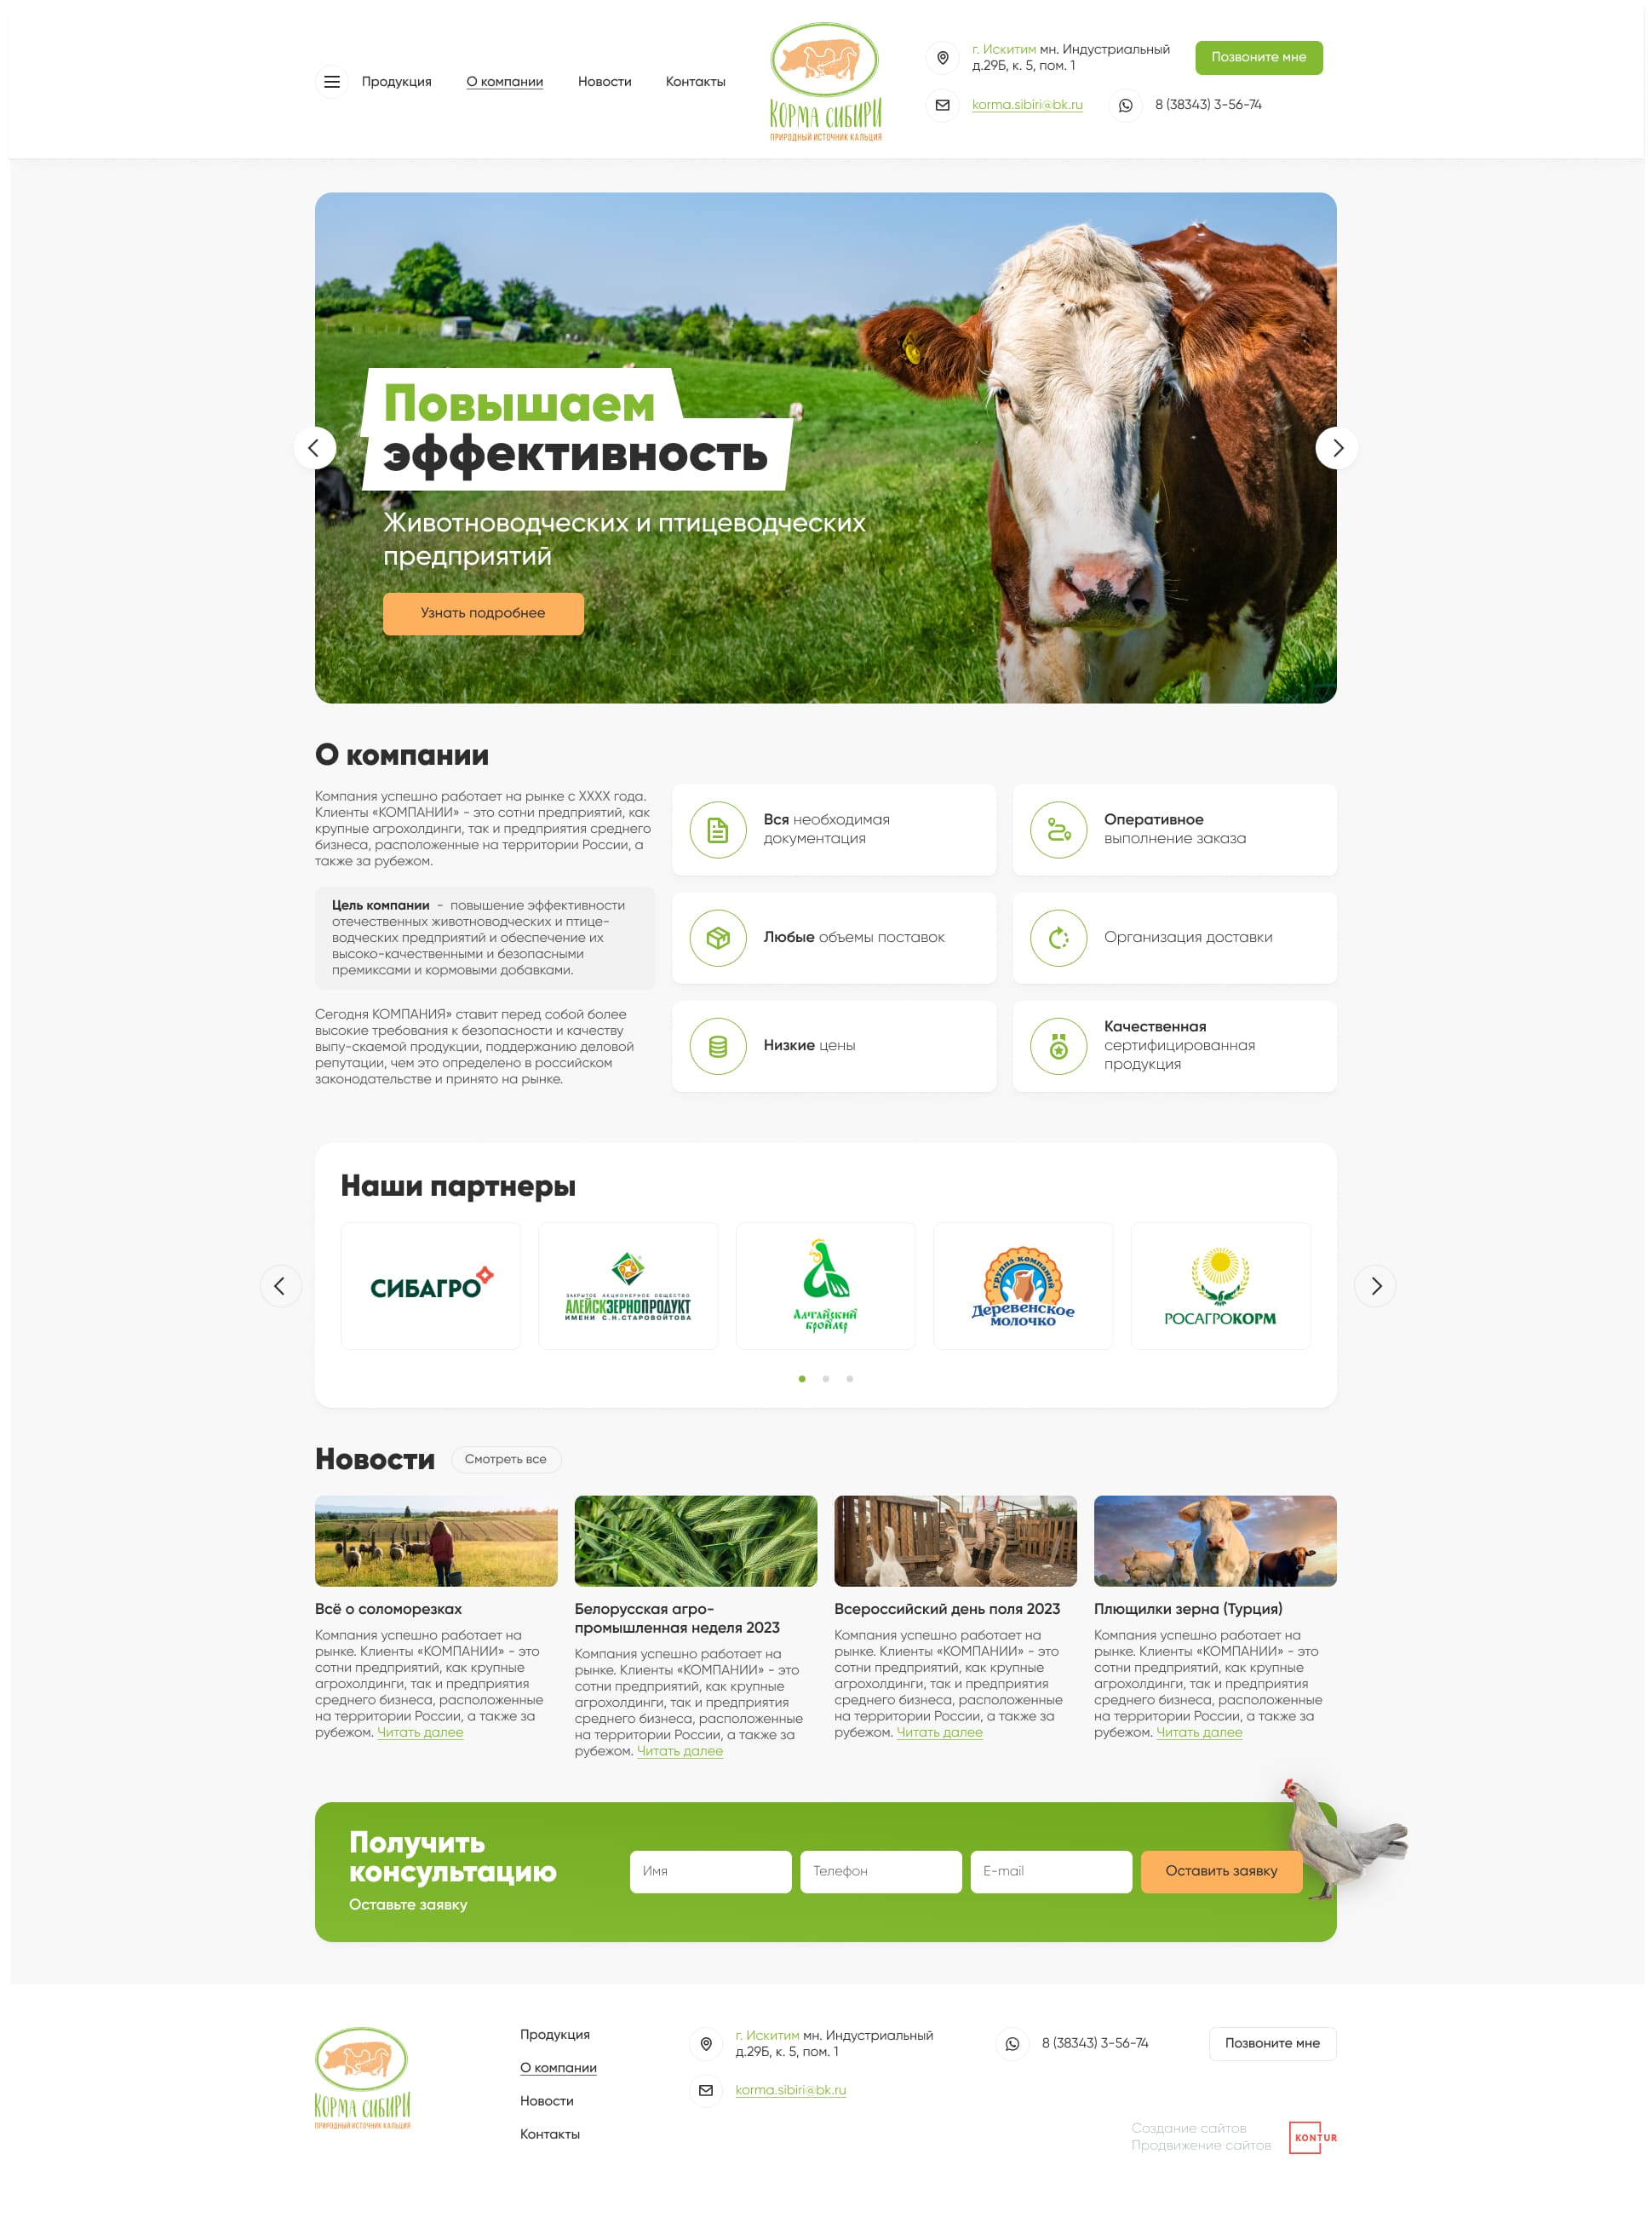 Продукция
О компании
Новости
Контакты
КОРМА СИБИРИ
ПРИРОДНЫЙ ИСТОЧНИК КАЛЬЦИЯ
г. Искитим мн. Индустриальный
д.29Б, к. 5, пом. 1
Позвоните мне
korma.sibiri@bk.ru
8 (38343) 3-56-74
Повышаем
эффективность
Животноводческих и птицеводческих
предприятий
Узнать подробнее
О компании
Компания успешно работает на рынке с XXXX года.
Клиенты «КОМПАНИИ» - это сотни предприятий, как
крупные агрохолдинги, так и предприятия среднего
бизнеса, расположенные на территории России, а
также за рубежом.
Цель компании - повышение эффективности
отечественных животноводческих и птице-
водческих предприятий и обеспечение их
высоко-качественными и безопасными
премиксами и кормовыми добавками.
Сегодня КОМПАНИЯ» ставит перед собой более
высокие требования к безопасности и качеству
выпу-скаемой продукции, поддержанию деловой
репутации, чем это определено в российском
законодательстве и принято на рынке.
Вся необходимая
документация
Оперативное
выполнение заказа
Любые объемы поставок
Организация доставки
Низкие цены
Качественная
сертифицированная
продукция
Наши партнеры
СИБАГРО
ЗАКРЫТОЕ АКЦИОНЕРНОЕ ОБЩЕСТВО
АЛЕЙСКЗЕРНОПРОДУКТ
ИМЕНИ С.Н.СТАРОВОЙТОВА
Алтайский
бройлер
группа компаний
Деревенское
МОЛОЧКО
РОСАГРОКОРМ
Новости
Смотреть все
Всё о соломорезках
Компания успешно работает на
рынке. Клиенты «КОМПАНИИ» - это
сотни предприятий, как крупные
агрохолдинги, так и предприятия
среднего бизнеса, расположенные
на территории России, а также за
рубежом. Читать далее
Белорусская агро-
промышленная неделя 2023
Компания успешно работает на
рынке. Клиенты «КОМПАНИИ» - это
сотни предприятий, как крупные
агрохолдинги, так и предприятия
среднего бизнеса, расположенные
на территории России, а также за
рубежом. Читать далее
Всероссийский день поля 2023
Компания успешно работает на
рынке. Клиенты «КОМПАНИИ» - это
сотни предприятий, как крупные
агрохолдинги, так и предприятия
среднего бизнеса, расположенные
на территории России, а также за
рубежом. Читать далее
Плющилки зерна (Турция)
Компания успешно работает на
рынке. Клиенты «КОМПАНИИ» - это
сотни предприятий, как крупные
агрохолдинги, так и предприятия
среднего бизнеса, расположенные
на территории России, а также за
рубежом. Читать далее
Получить
консультацию
Оставьте заявку
Имя
Телефон
E-mail
Оставить заявку
КОРМА СИБИРИ
ПРИРОДНЫЙ ИСТОЧНИК КАЛЬЦИЯ
Продукция
О компании
Новости
Контакты
г. Искитим мн. Индустриальный
д.29Б, к. 5, пом. 1
korma.sibiri@bk.ru
8 (38343) 3-56-74
Позвоните мне
Создание сайтов
Продвижение сайтов
KONTUR